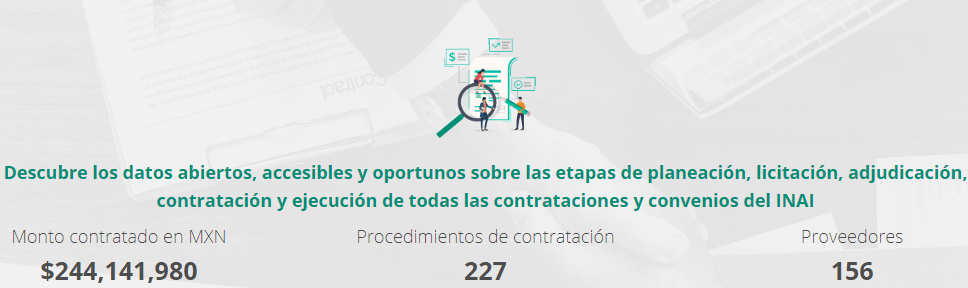 Contract
$
Descubre los datos abiertos, accesibles y oportunos sobre las etapas de planeación, licitación, adjudicación,
contratación y ejecución de todas las contrataciones y convenios del INAI
Monto contratado en MXN
Procedimientos de contratación
Proveedores
$244,141,980
227
156